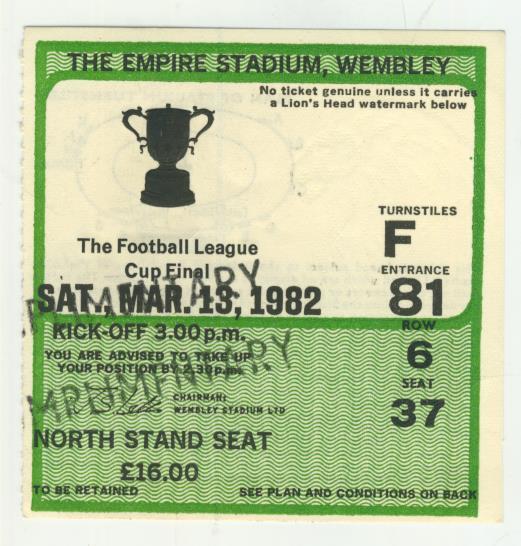 THE EMPIRE STADIUM, WEMBLEY
No ticket genuine unless it carries
a Lion's Head watermark below
TURNSTILES
F
The Football League
Cup Final
ENTRANCE
81
SAT., MAR. 13, 1982
KICK-OFF 3.00 p.m.
ROW
6
YOU ARE ADVISED TO TAKE UP
YOUR POSITION BY 2.30 p.m.
SEAT
37
CHAIRMAN:
WEMBLEY STADIUM LTD
NORTH STAND SEAT
£16.00
TO BE RETAINED
SEE PLAN AND CONDITIONS ON BACK